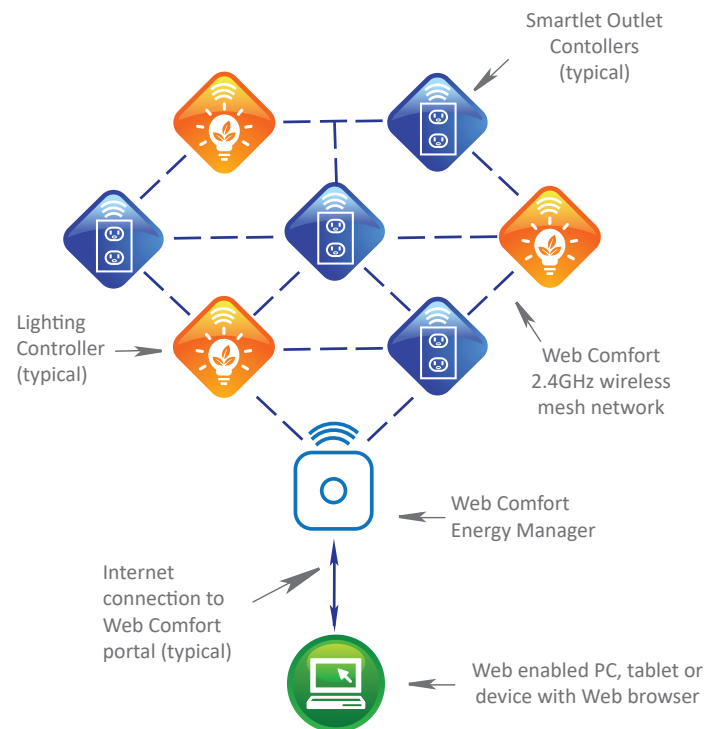 Smartlet Outlet
Contollers
(typical)
Lighting
Controller
(typical)
Web Comfort
2.4GHz wireless
mesh network
Web Comfort
Energy Manager
Internet
connection to
Web Comfort
portal (typical)
Web enabled PC, tablet or
device with Web browser